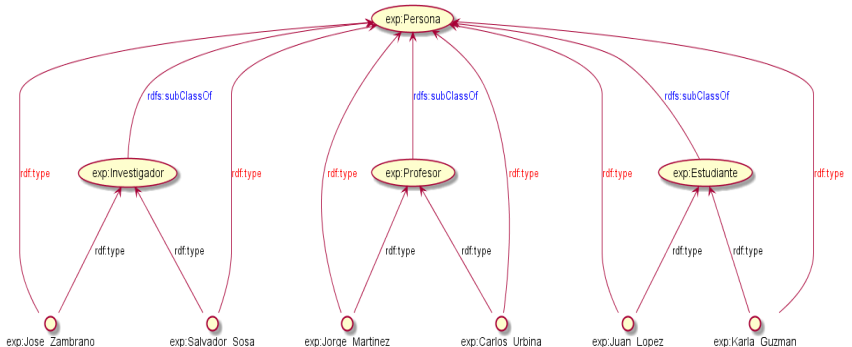 exp:Persona
rdfs:subClassOf
rdfs:subClassOf
rdfs:subClassOf
exp:Investigador
rdf:type
rdf:type
rdf:type
exp:Profesor
rdf:type
rdf:type
exp:Estudiante
rdf:type
rdf:type
rdf:type
rdf:type
rdf:type
rdf:type
rdf:type
exp:Jose_Zambrano
exp:Salvador_Sosa
exp:Jorge_Martinez
exp:Carlos_Urbina
exp:Juan_Lopez
exp:Karla_Guzman